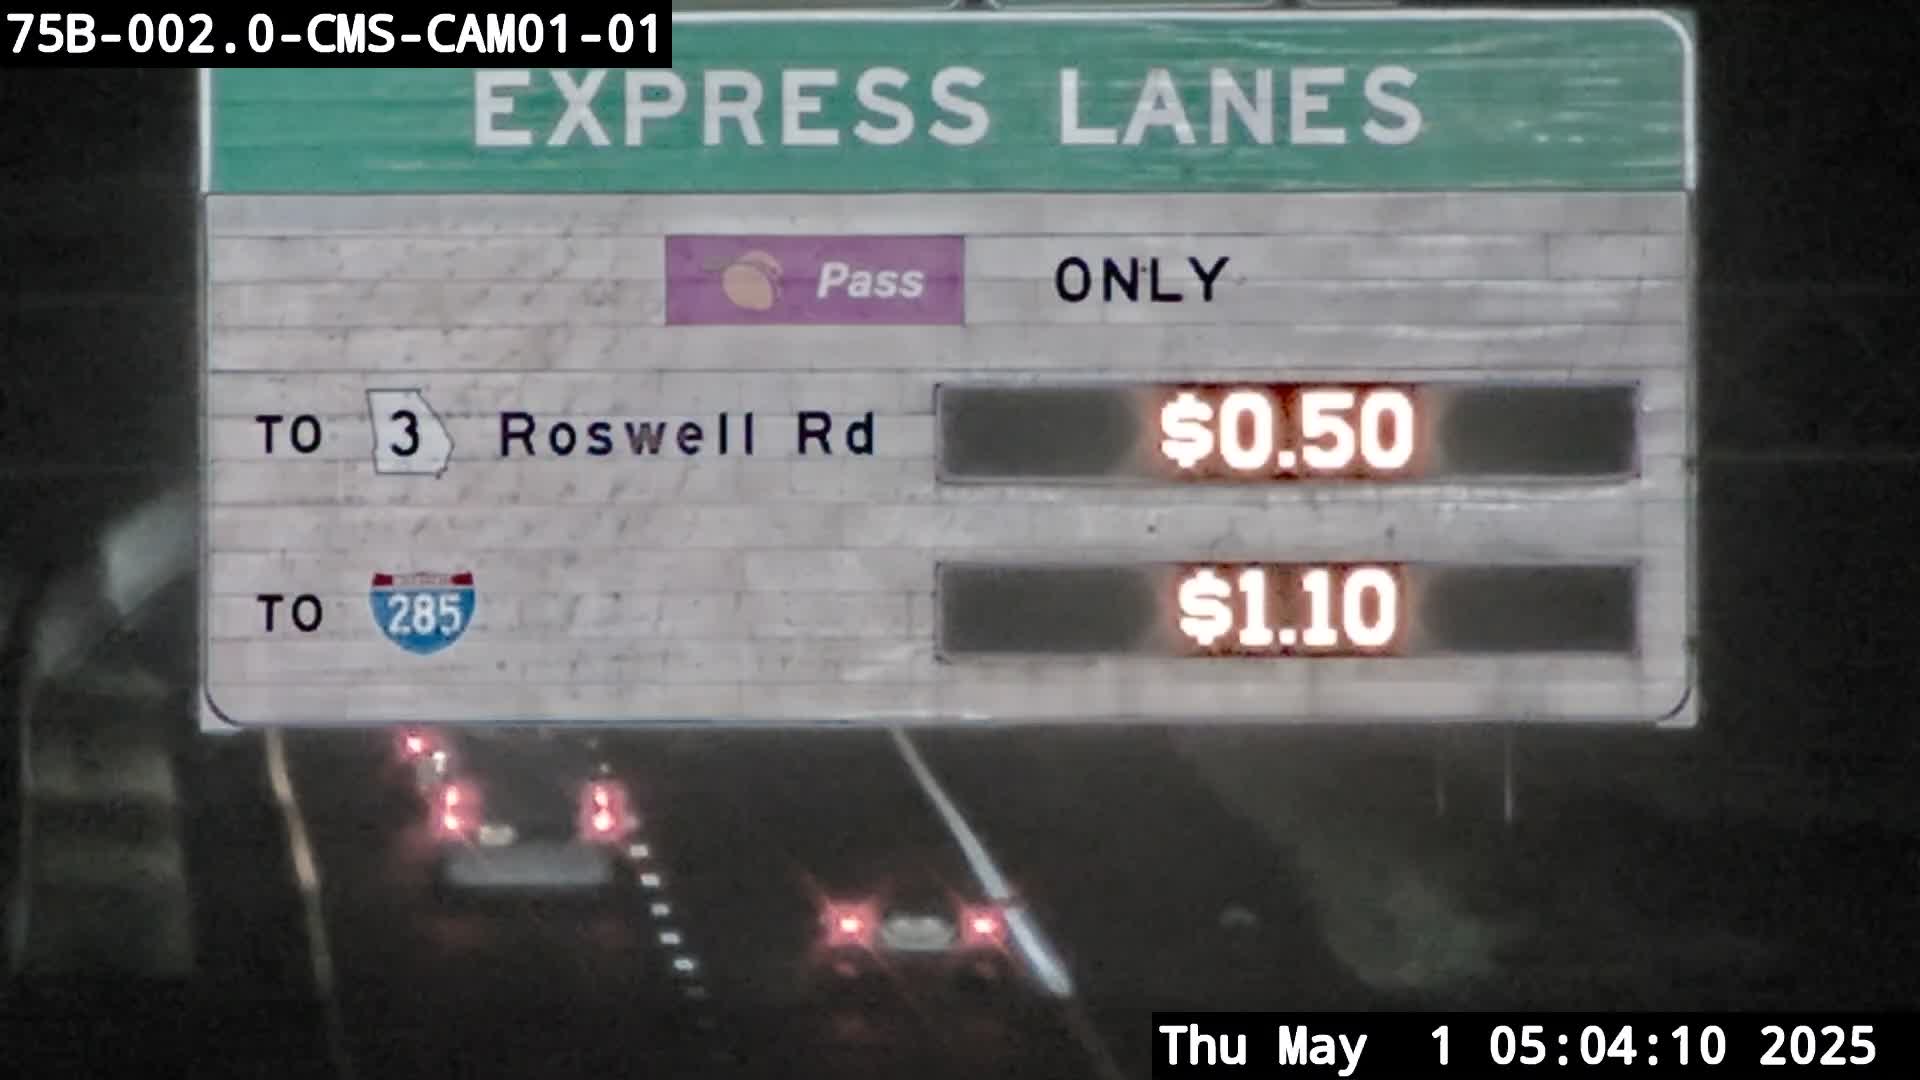 75B-002.0-CMS-CAM01-01
EXPRESS LANES
Pass ONLY
TO 3 Roswell Rd $0.50
TO 285 $1.10
Thu May 1 05:04:10 2025